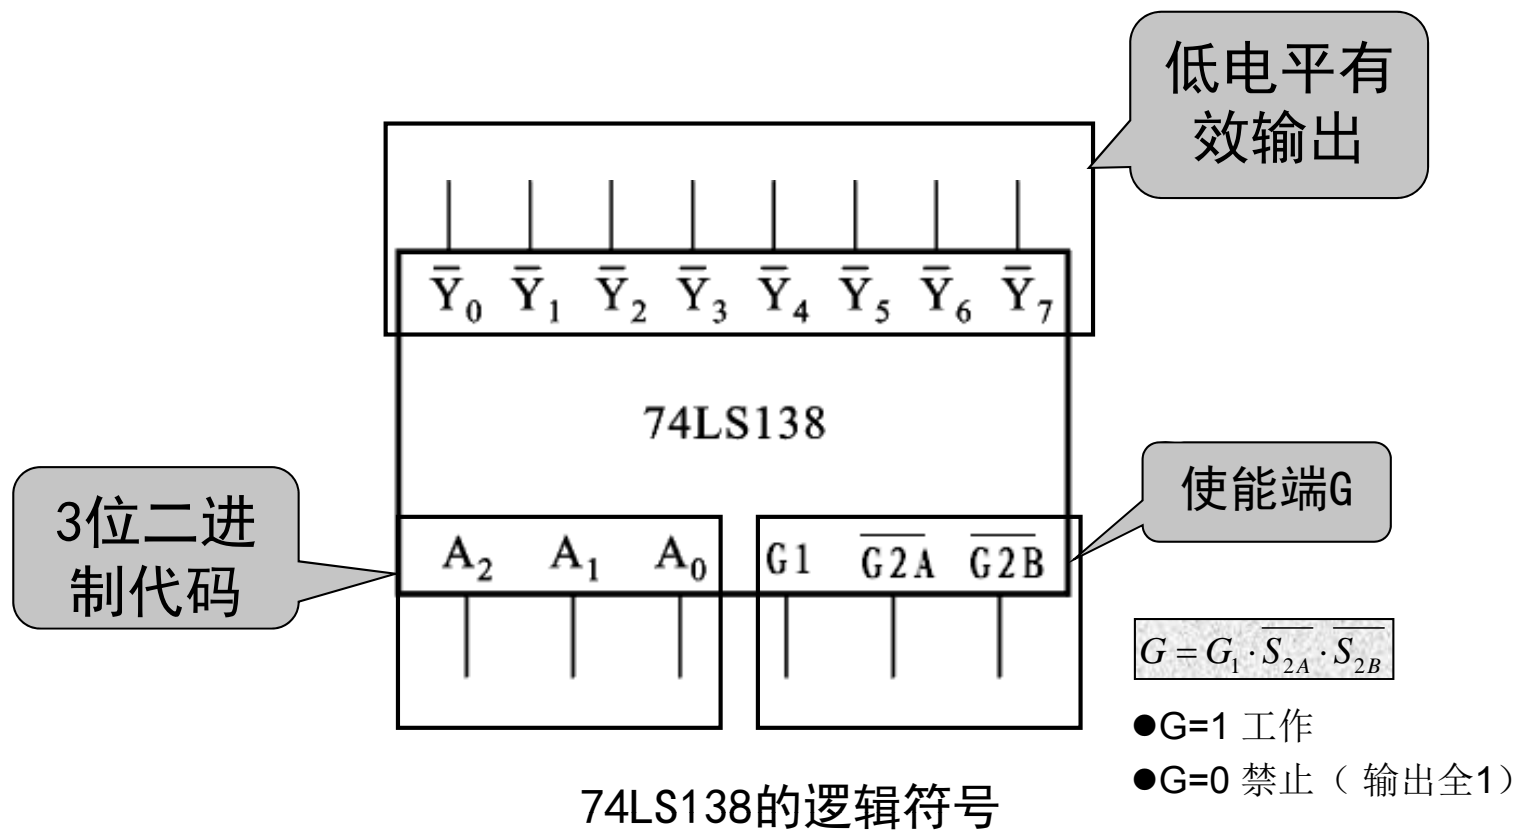 低电平有
效输出
Y̅₀ Y̅₁ Y̅₂ Y̅₃ Y̅₄ Y̅₅ Y̅₆ Y̅₇
74LS138
使能端G
3位二进
制代码
A₂ A₁ A₀ G1 G̅2̅A̅ G̅2̅B̅
G = G₁ · S̅₂A̅ · S̅₂B̅
●G=1 工作
●G=0 禁止（ 输出全1）
74LS138的逻辑符号